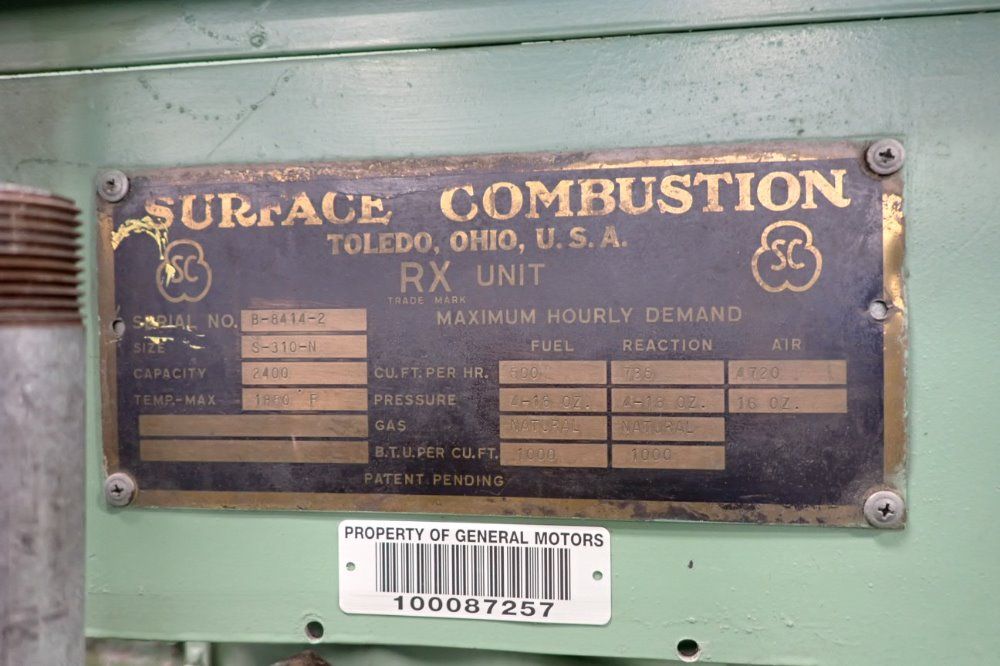 SURFACE COMBUSTION
TOLEDO, OHIO, U.S.A.
SC
SC
RX UNIT
TRADE MARK
SERIAL NO. B-8414-2
MAXIMUM HOURLY DEMAND
SIZE S-310-N
FUEL REACTION AIR
CAPACITY 2400
CU.FT. PER HR. 500 4720
TEMP.-MAX F
PRESSURE 4-16 OZ. 4-16 OZ. 16 OZ.
GAS NATURAL NATURAL
B.T.U. PER CU.FT. 1000 1000
PATENT PENDING
PROPERTY OF GENERAL MOTORS
100087257